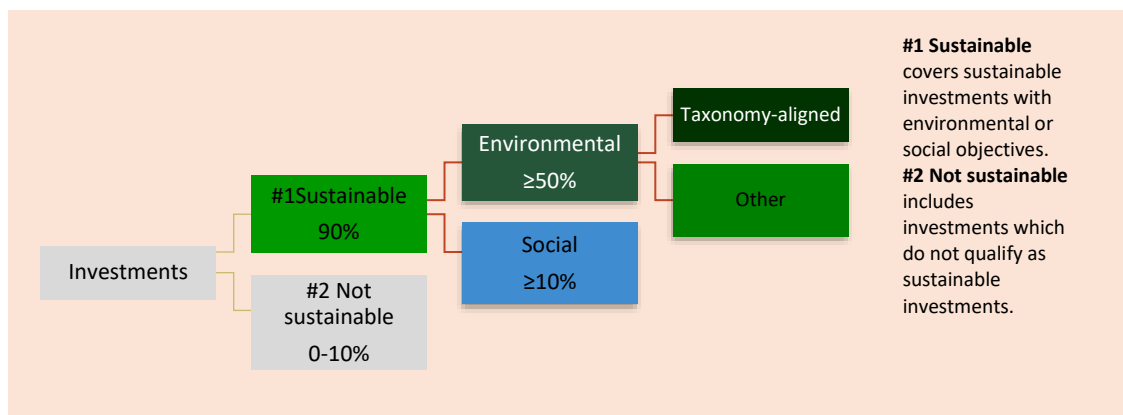 Investments
#1Sustainable
90%
#2 Not
sustainable
0-10%
Environmental
≥50%
Social
≥10%
Taxonomy-aligned
Other
#1 Sustainable
covers sustainable
investments with
environmental or
social objectives.
#2 Not sustainable
includes
investments which
do not qualify as
sustainable
investments.